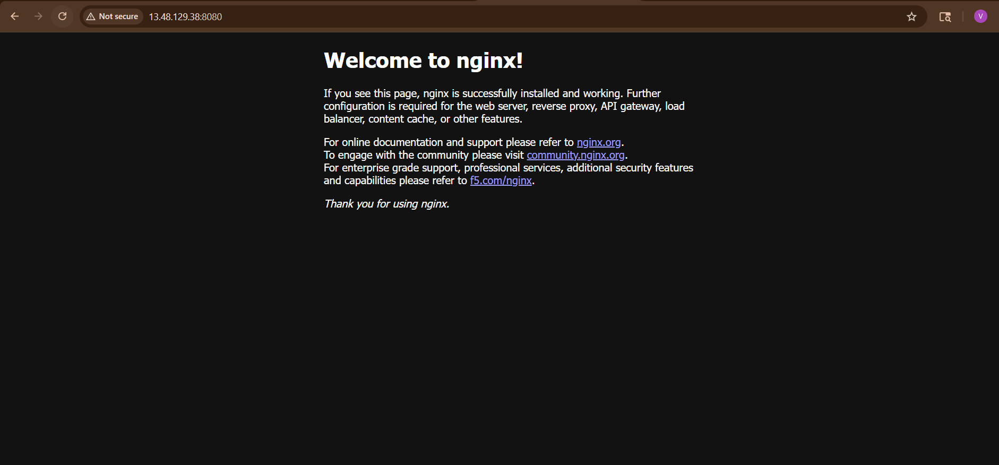 Not secure
13.48.129.38:8080
V
Welcome to nginx!
If you see this page, nginx is successfully installed and working. Further
configuration is required for the web server, reverse proxy, API gateway, load
balancer, content cache, or other features.
For online documentation and support please refer to nginx.org.
To engage with the community please visit community.nginx.org.
For enterprise grade support, professional services, additional security features
and capabilities please refer to f5.com/nginx.
Thank you for using nginx.